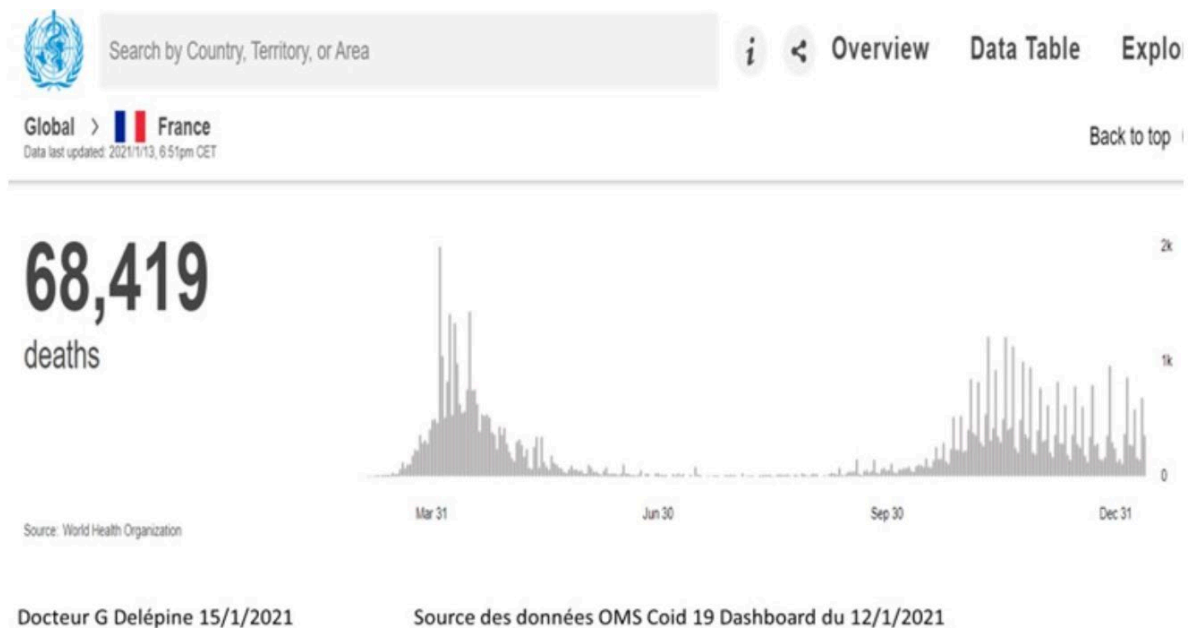 Search by Country, Territory, or Area
i Overview Data Table Explo
Global > France
Data last updated: 2021/1/13, 6:51pm CET
Back to top
68,419
deaths
2k
1k
0
Mar 31 Jun 30 Sep 30 Dec 31
Source: World Health Organization
Docteur G Delépine 15/1/2021 Source des données OMS Coid 19 Dashboard du 12/1/2021